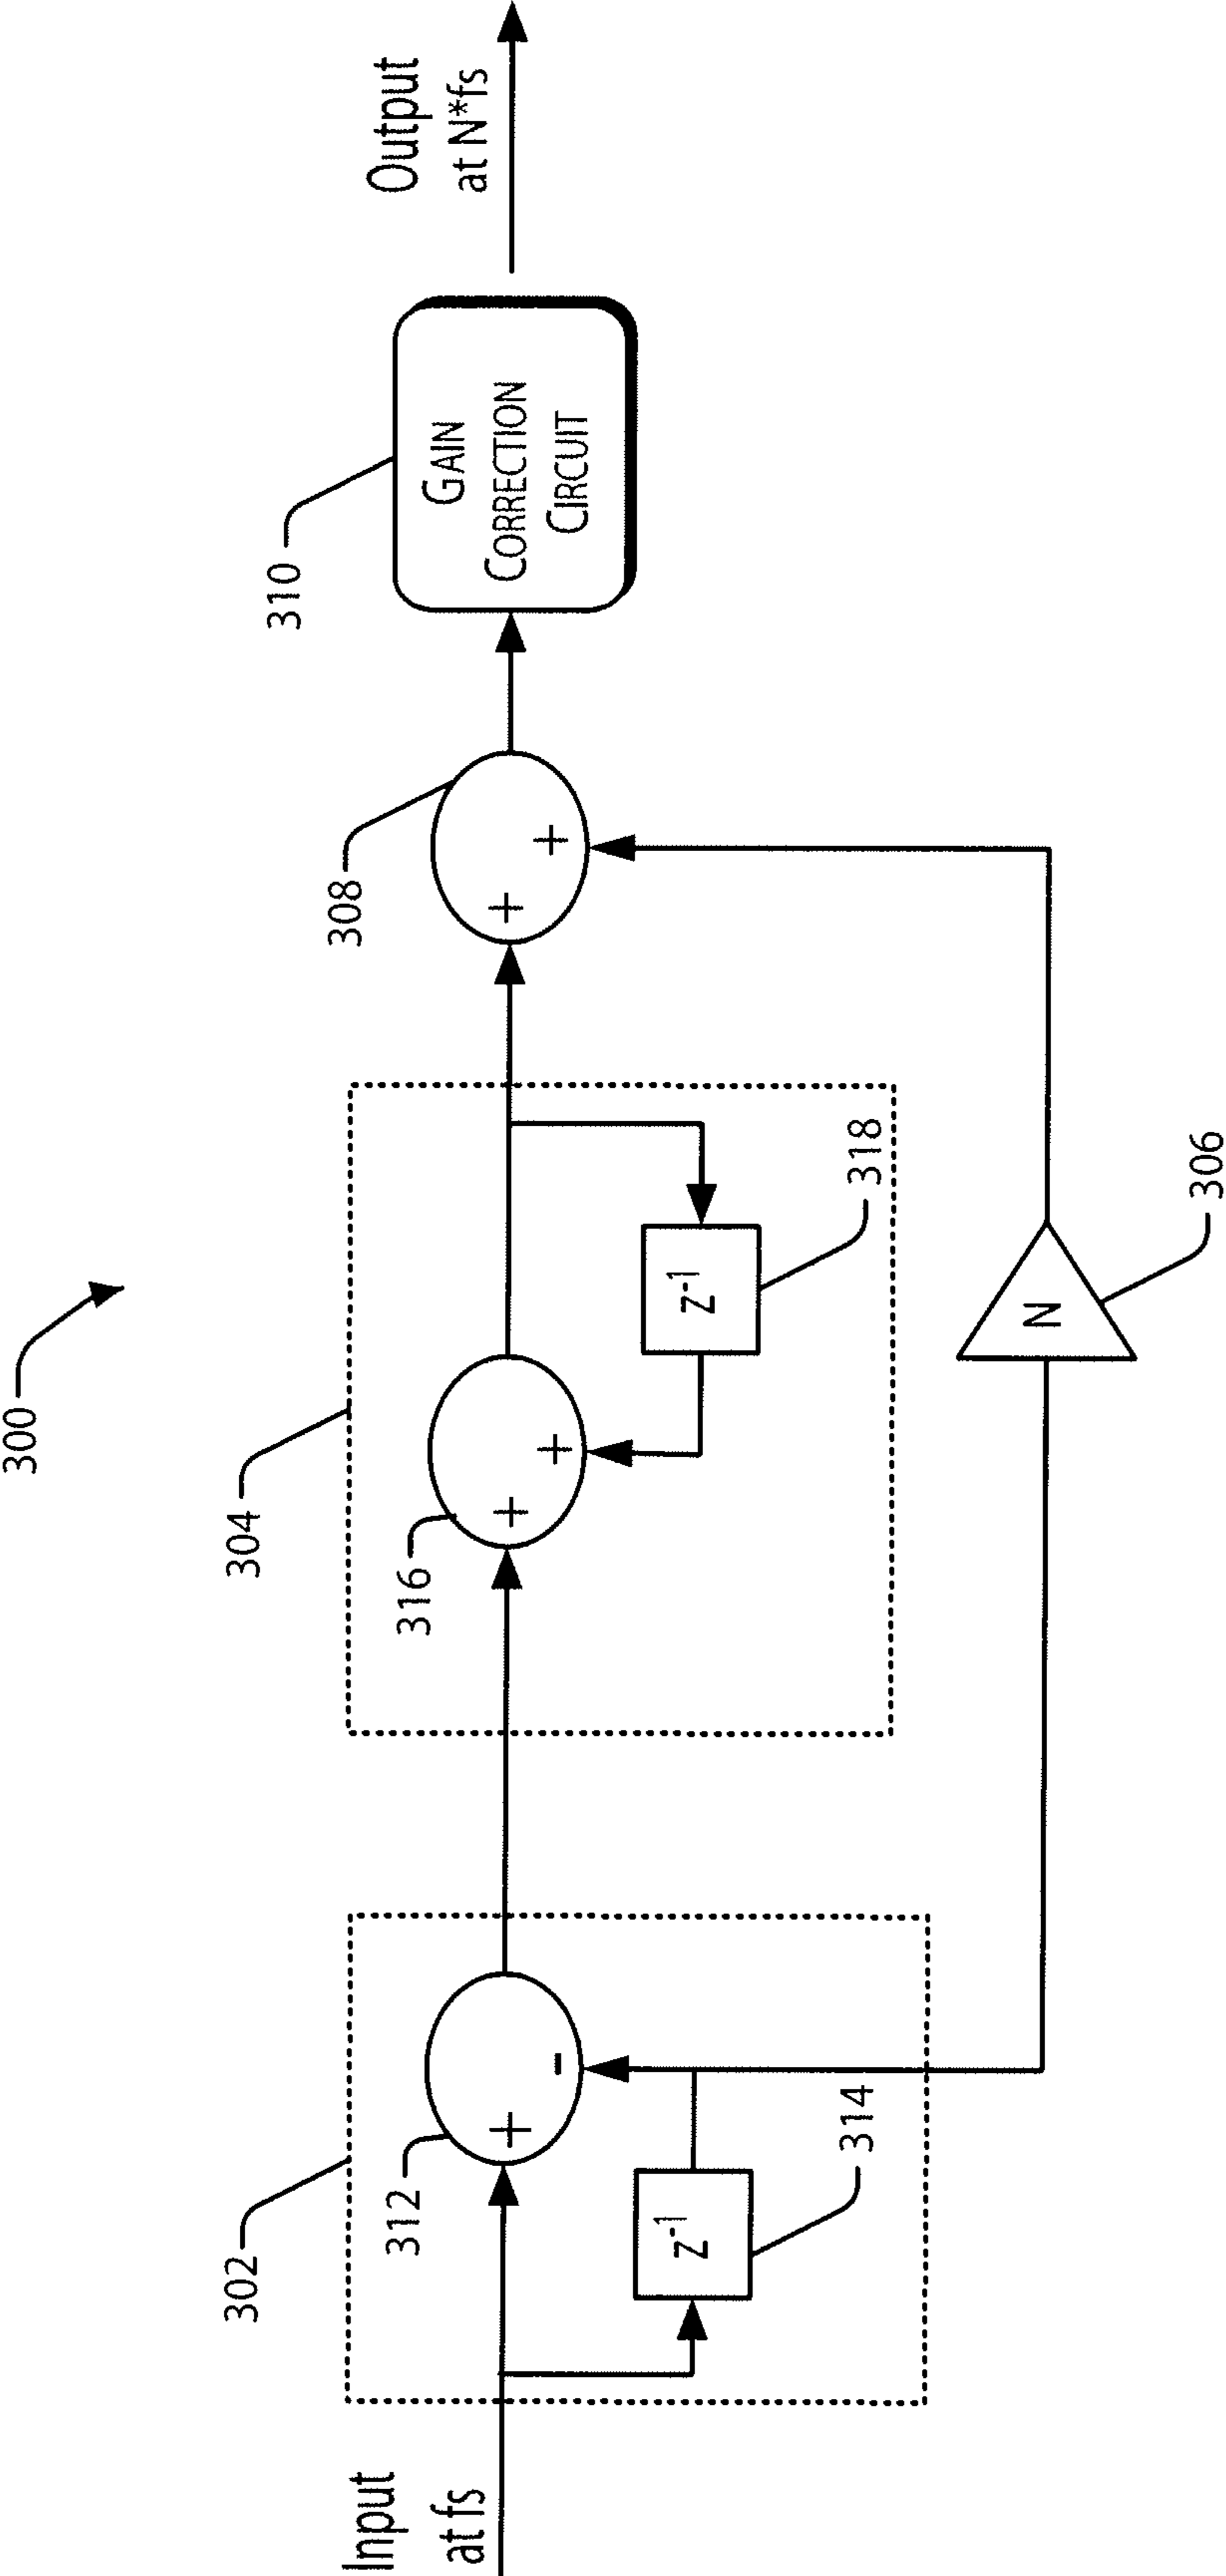 300
Input
at fs
302
312
+
-
z⁻¹
314
304
316
+
+
z⁻¹
318
N
306
308
+
+
310
GAIN
CORRECTION
CIRCUIT
Output
at N*fs